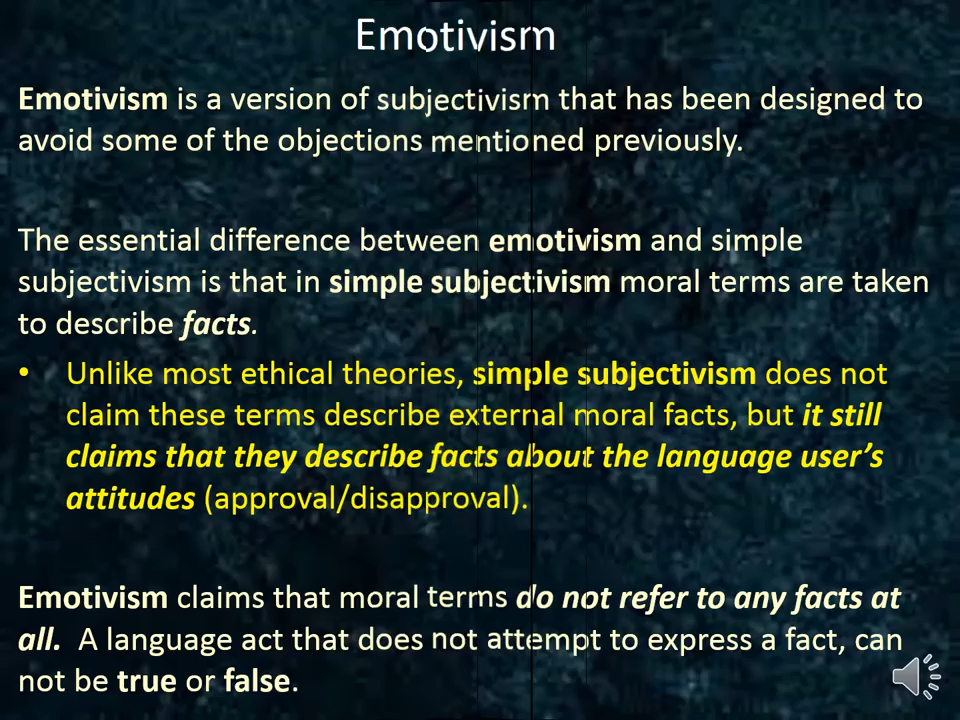 Emotivism
Emotivism is a version of subjectivism that has been designed to
avoid some of the objections mentioned previously.
The essential difference between emotivism and simple
subjectivism is that in simple subjectivism moral terms are taken
to describe facts.
• Unlike most ethical theories, simple subjectivism does not
claim these terms describe external moral facts, but it still
claims that they describe facts about the language user's
attitudes (approval/disapproval).
Emotivism claims that moral terms do not refer to any facts at
all. A language act that does not attempt to express a fact, can
not be true or false.